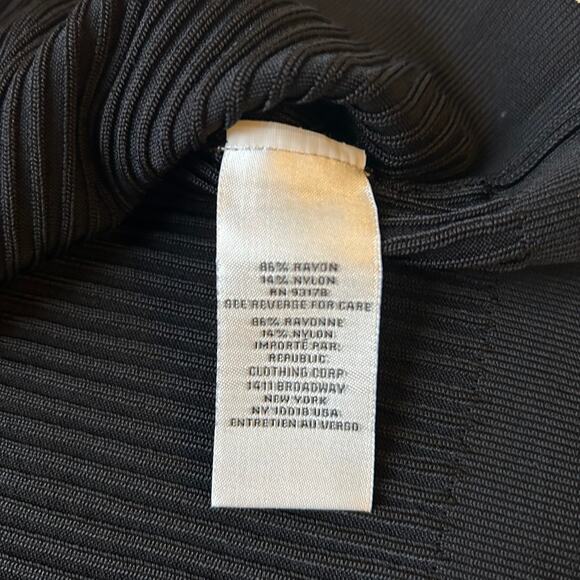 86% RAYON
14% NYLON
RN 93178
SEE REVERSE FOR CARE
86% RAYONNE
14% NYLON
IMPORTÉ PAR:
REPUBLIC
CLOTHING CORP
1411 BROADWAY
NEW YORK
NY 10018 USA
ENTRETIEN AU VERSO